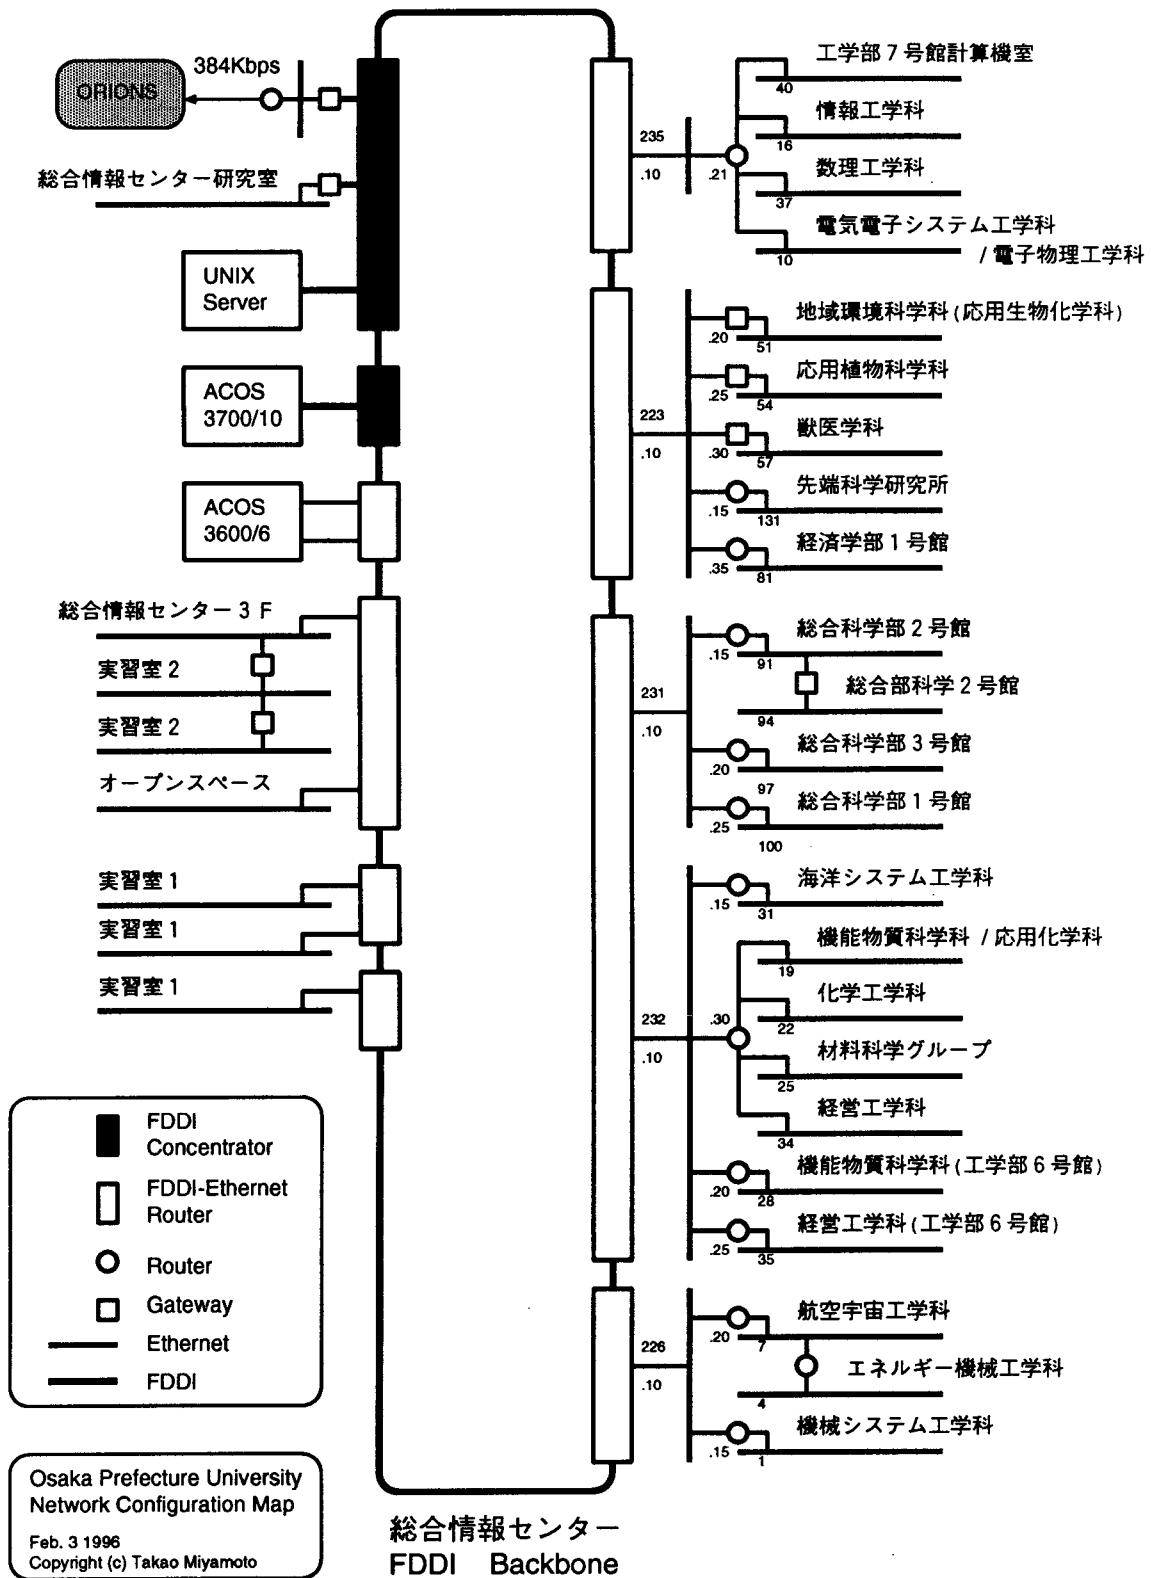 384Kbps
ORIONS
総合情報センター研究室
UNIX
Server
ACOS
3700/10
ACOS
3600/6
総合情報センター3F
実習室2
実習室2
オープンスペース
実習室1
実習室1
実習室1
FDDI
Concentrator
FDDI-Ethernet
Router
Router
Gateway
Ethernet
FDDI
Osaka Prefecture University
Network Configuration Map
Feb. 3 1996
Copyright (c) Takao Miyamoto
総合情報センター
FDDI Backbone
235
.10
.21
工学部7号館計算機室
40
情報工学科
16
数理工学科
37
電気電子システム工学科
/ 電子物理工学科
10
223
.10
地域環境科学科(応用生物化学科)
.20
51
応用植物科学科
.25
54
獣医学科
.30
57
先端科学研究所
.15
131
経済学部1号館
.35
81
231
.10
総合科学部2号館
.15
91
総合部科学2号館
94
総合科学部3号館
.20
97
総合科学部1号館
.25
100
232
.10
海洋システム工学科
.15
31
機能物質科学科 / 応用化学科
19
化学工学科
.30
22
材料科学グループ
25
経営工学科
34
機能物質科学科(工学部6号館)
.20
28
経営工学科(工学部6号館)
.25
35
226
.10
航空宇宙工学科
.20
7
エネルギー機械工学科
4
機械システム工学科
.15
1